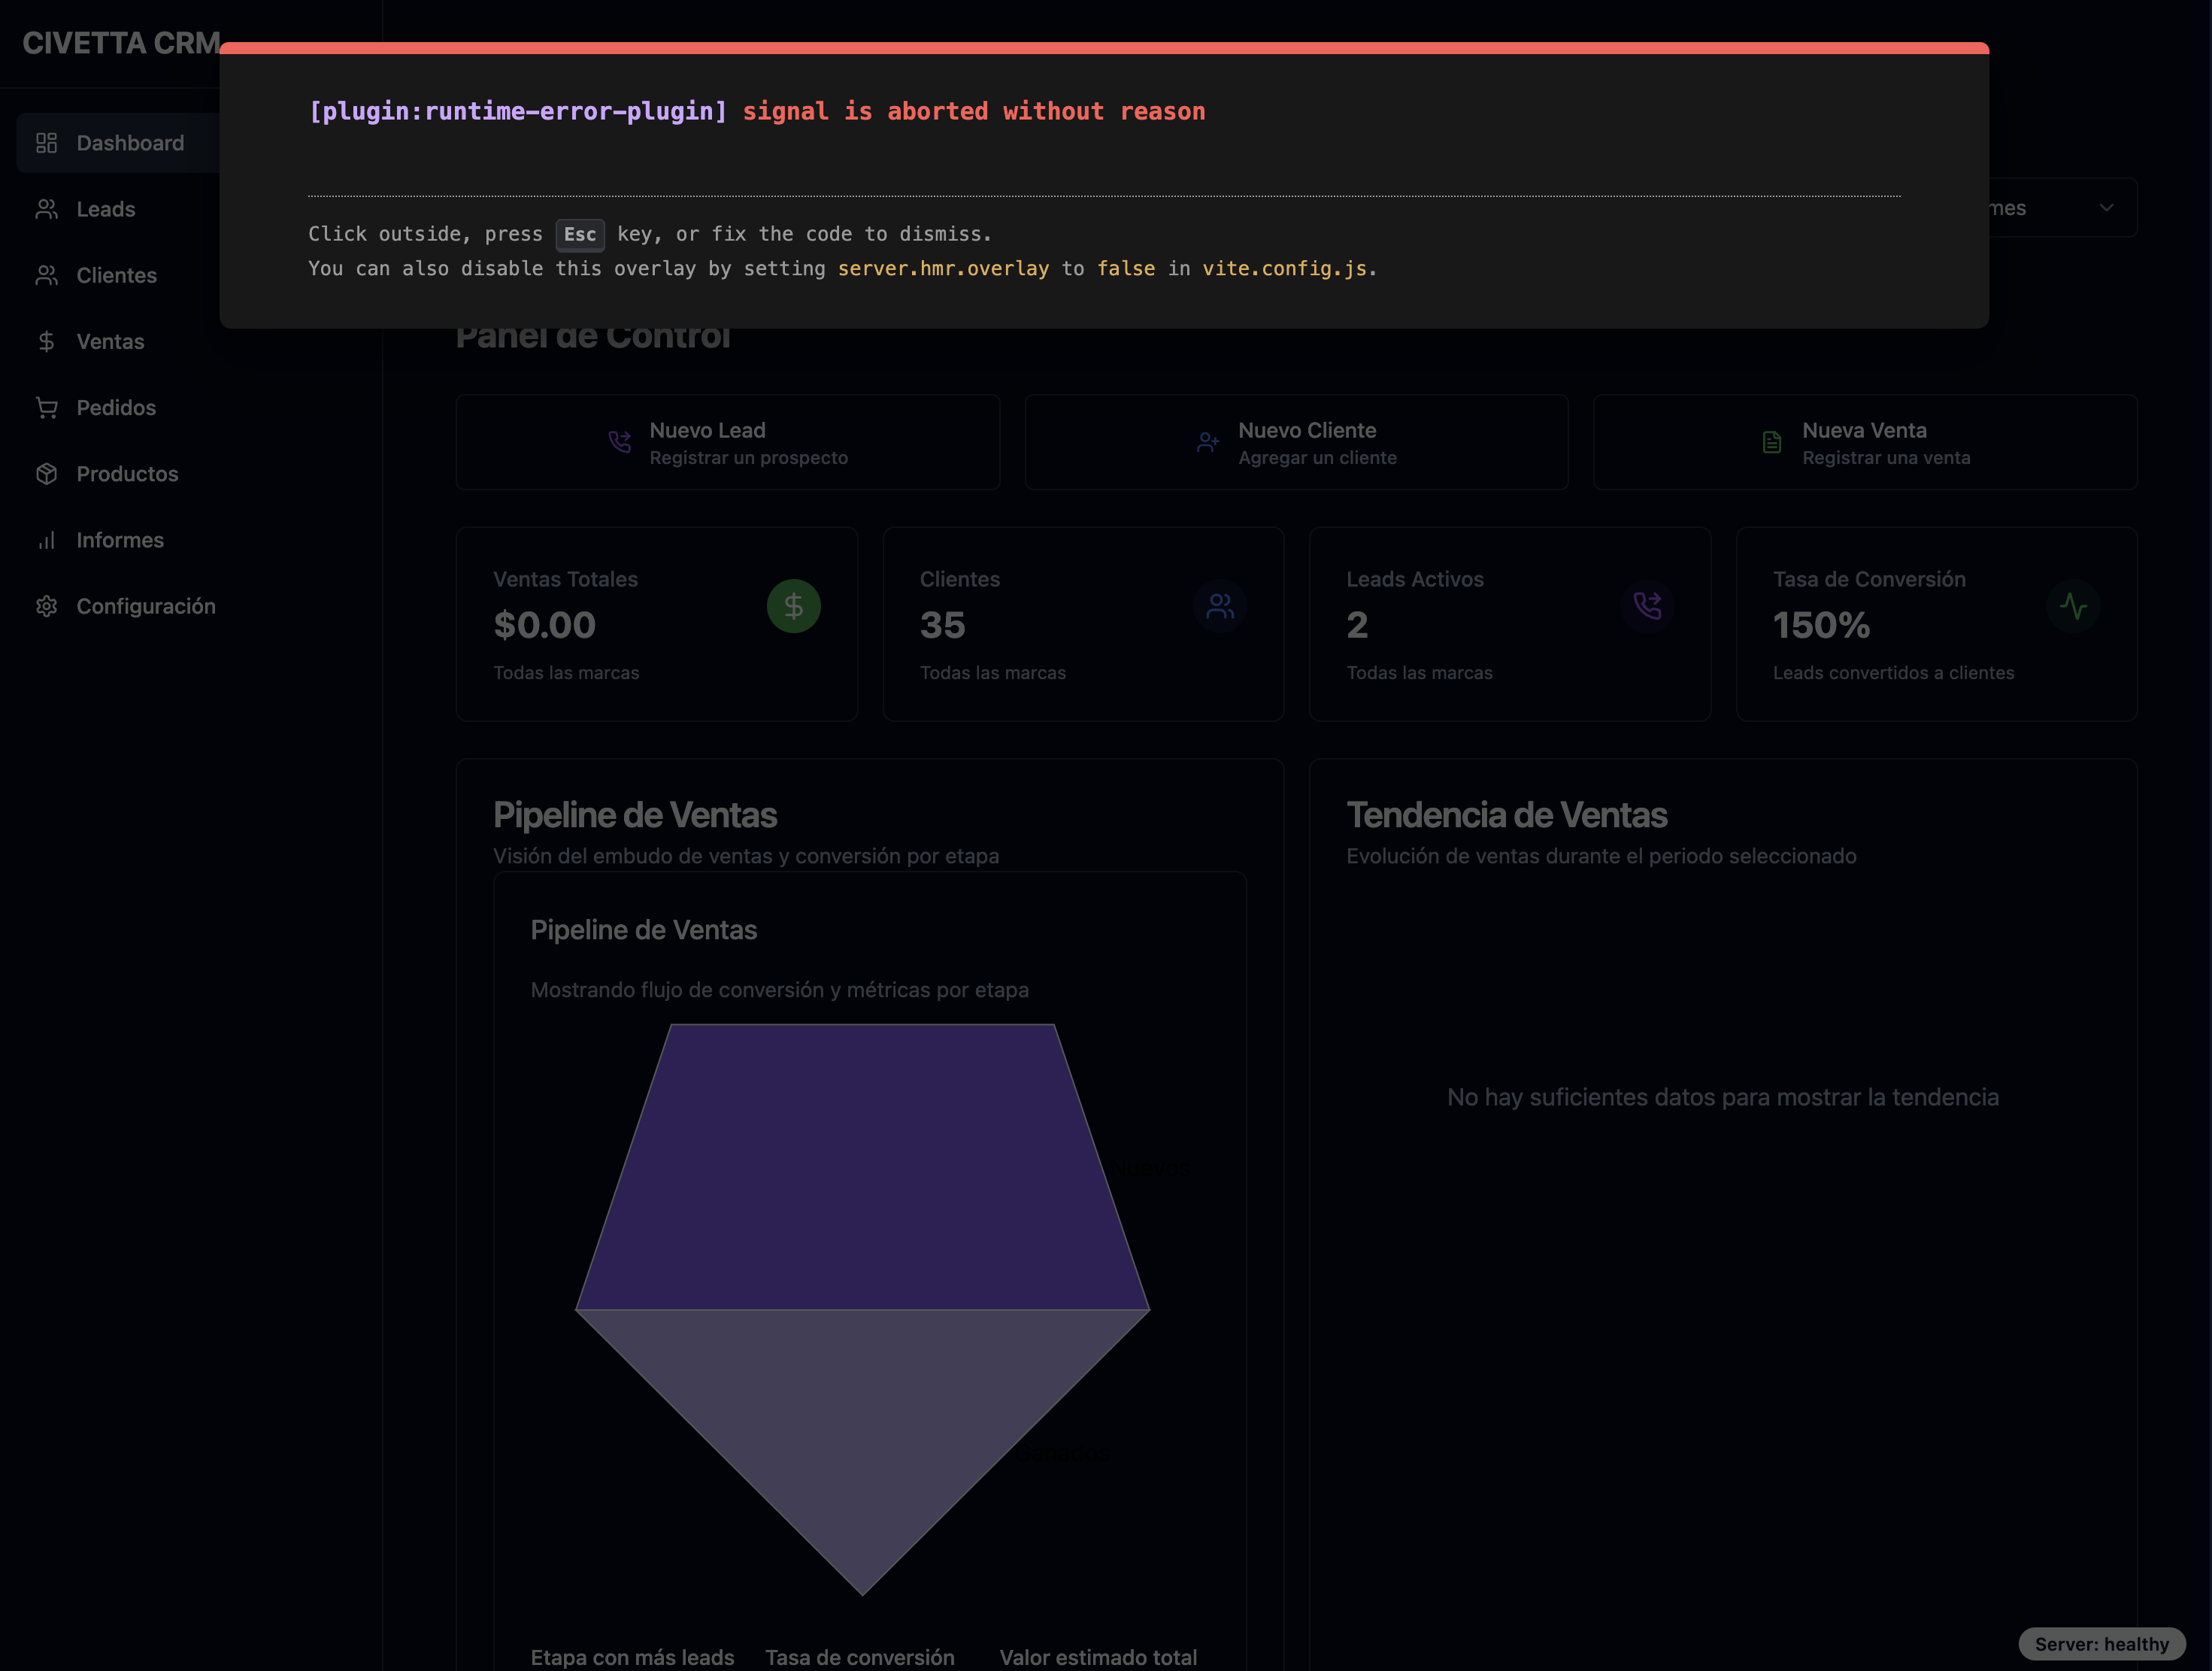 CIVETTA CRM
[plugin:runtime-error-plugin] signal is aborted without reason
Click outside, press Esc key, or fix the code to dismiss.
You can also disable this overlay by setting server.hmr.overlay to false in vite.config.js.
Dashboard
Leads
Clientes
Ventas
Pedidos
Productos
Informes
Configuración
mes
Panel de Control
Nuevo Lead
Registrar un prospecto
Nuevo Cliente
Agregar un cliente
Nueva Venta
Registrar una venta
Ventas Totales
$0.00
Todas las marcas
Clientes
35
Todas las marcas
Leads Activos
2
Todas las marcas
Tasa de Conversión
150%
Leads convertidos a clientes
Pipeline de Ventas
Visión del embudo de ventas y conversión por etapa
Pipeline de Ventas
Mostrando flujo de conversión y métricas por etapa
Etapa con más leads
Tasa de conversión
Valor estimado total
Tendencia de Ventas
Evolución de ventas durante el periodo seleccionado
No hay suficientes datos para mostrar la tendencia
Server: healthy